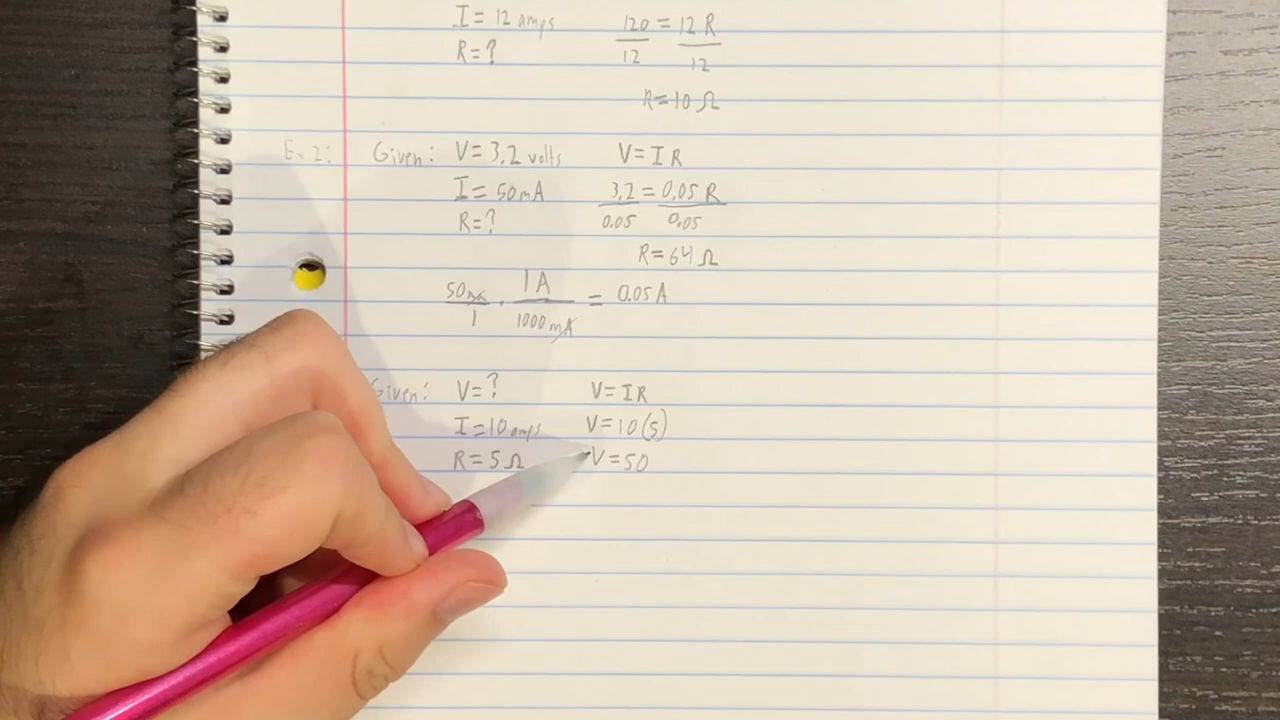 I = 12 amps 120 = 12 R
R = ? 12 12
R = 10 Ω
Ex 2: Given: V = 3.2 volts V = I R
I = 50 mA 3.2 = 0.05 R
R = ? 0.05 0.05
R = 64 Ω
50 mA / 1 · 1 A / 1000 mA = 0.05 A
Given: V = ? V = I R
I = 10 amps V = 10 (5)
R = 5 Ω V = 50